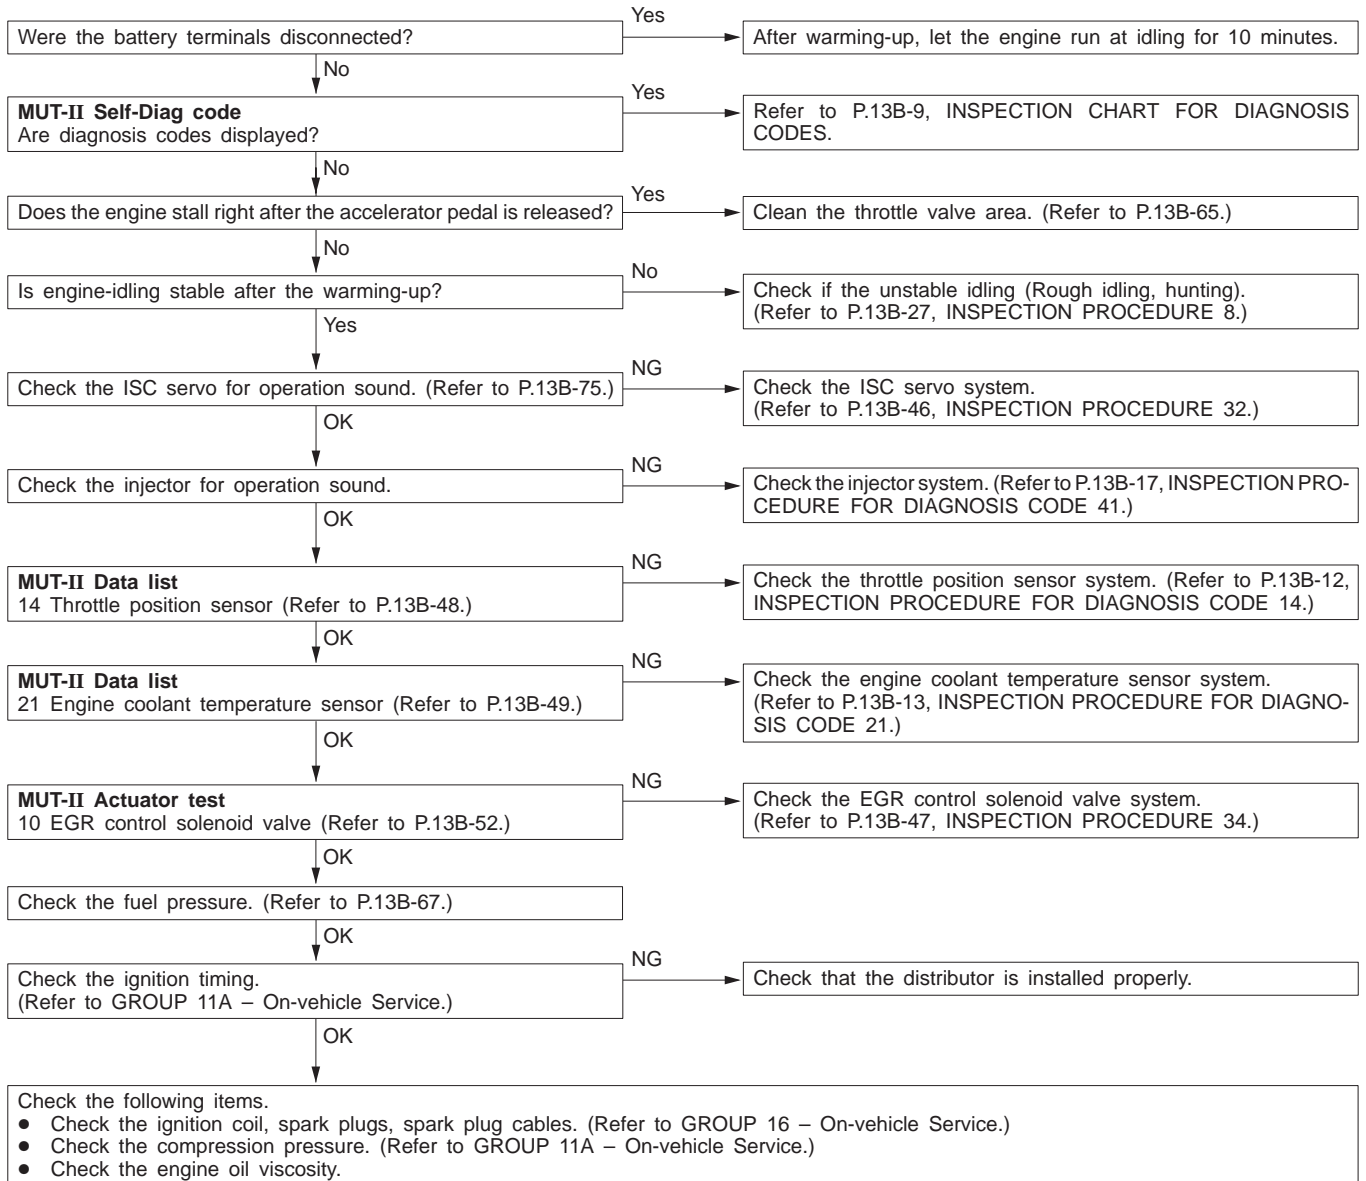 Yes
Were the battery terminals disconnected?
After warming-up, let the engine run at idling for 10 minutes.
No
MUT-II Self-Diag code
Are diagnosis codes displayed?
Yes
Refer to P.13B-9, INSPECTION CHART FOR DIAGNOSIS
CODES.
No
Does the engine stall right after the accelerator pedal is released?
Yes
Clean the throttle valve area. (Refer to P.13B-65.)
No
Is engine-idling stable after the warming-up?
No
Check if the unstable idling (Rough idling, hunting).
(Refer to P.13B-27, INSPECTION PROCEDURE 8.)
Yes
Check the ISC servo for operation sound. (Refer to P.13B-75.)
NG
Check the ISC servo system.
(Refer to P.13B-46, INSPECTION PROCEDURE 32.)
OK
Check the injector for operation sound.
NG
Check the injector system. (Refer to P.13B-17, INSPECTION PRO-
CEDURE FOR DIAGNOSIS CODE 41.)
OK
MUT-II Data list
14 Throttle position sensor (Refer to P.13B-48.)
NG
Check the throttle position sensor system. (Refer to P.13B-12,
INSPECTION PROCEDURE FOR DIAGNOSIS CODE 14.)
OK
MUT-II Data list
21 Engine coolant temperature sensor (Refer to P.13B-49.)
NG
Check the engine coolant temperature sensor system.
(Refer to P.13B-13, INSPECTION PROCEDURE FOR DIAGNO-
SIS CODE 21.)
OK
MUT-II Actuator test
10 EGR control solenoid valve (Refer to P.13B-52.)
NG
Check the EGR control solenoid valve system.
(Refer to P.13B-47, INSPECTION PROCEDURE 34.)
OK
Check the fuel pressure. (Refer to P.13B-67.)
OK
Check the ignition timing.
(Refer to GROUP 11A – On-vehicle Service.)
NG
Check that the distributor is installed properly.
OK
Check the following items.
● Check the ignition coil, spark plugs, spark plug cables. (Refer to GROUP 16 – On-vehicle Service.)
● Check the compression pressure. (Refer to GROUP 11A – On-vehicle Service.)
● Check the engine oil viscosity.